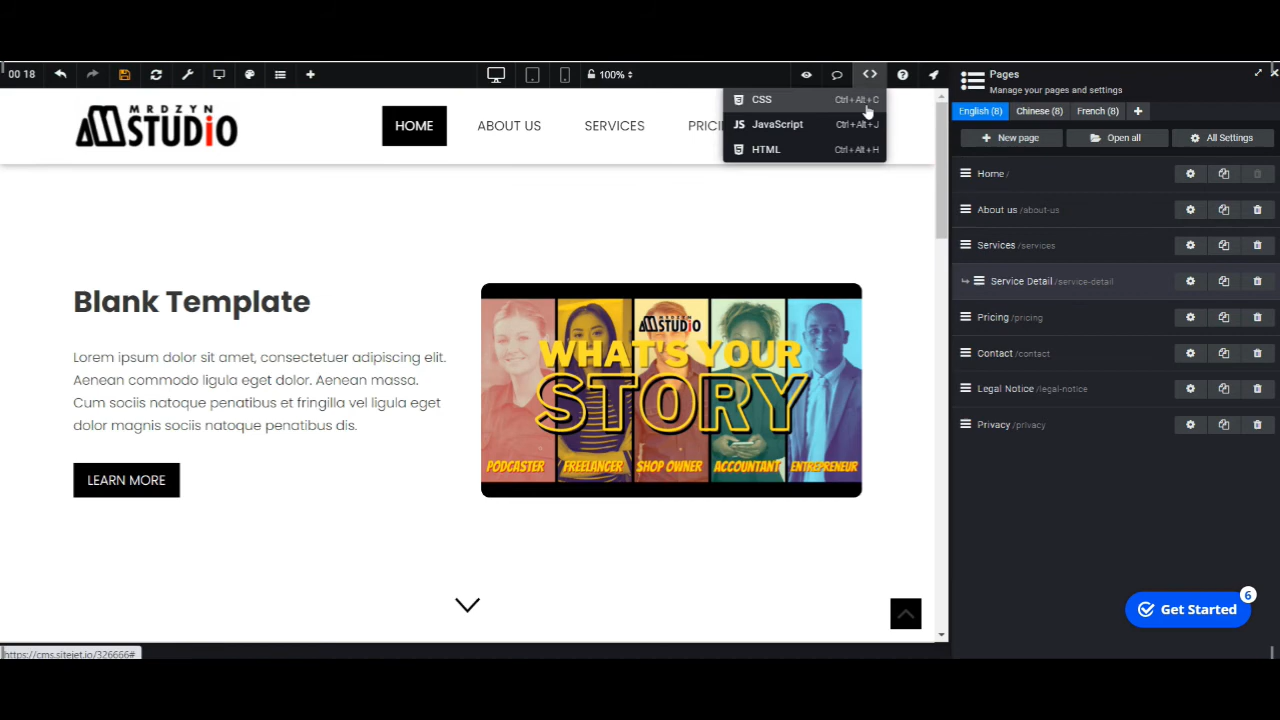 00 18
100%
Pages
Manage your pages and settings
CSS Ctrl+Alt+C
JavaScript Ctrl+Alt+J
HTML Ctrl+Alt+H
English (8) Chinese (8) French (8)
New page Open all All Settings
MRDZYN
STUDiO
HOME ABOUT US SERVICES
Home /
About us /about-us
Services /services
Service Detail /service-detail
Pricing /pricing
Contact /contact
Legal Notice /legal-notice
Privacy /privacy
Blank Template
Lorem ipsum dolor sit amet, consectetuer adipiscing elit.
Aenean commodo ligula eget dolor. Aenean massa.
Cum sociis natoque penatibus et fringilla vel ligula eget
dolor magnis sociis natoque penatibus dis.
LEARN MORE
MRDZYN
STUDiO
WHAT'S YOUR
STORY
PODCASTER FREELANCER SHOP OWNER ACCOUNTANT ENTREPRENEUR
6
Get Started
https://cms.sitejet.io/326666#